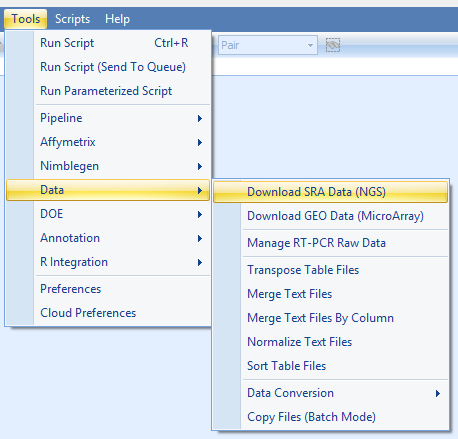 Tools Scripts Help
Run Script Ctrl+R
Pair
Run Script (Send To Queue)
Run Parameterized Script
Pipeline
Affymetrix
Nimblegen
Data
DOE
Annotation
R Integration
Preferences
Cloud Preferences
Download SRA Data (NGS)
Download GEO Data (MicroArray)
Manage RT-PCR Raw Data
Transpose Table Files
Merge Text Files
Merge Text Files By Column
Normalize Text Files
Sort Table Files
Data Conversion
Copy Files (Batch Mode)